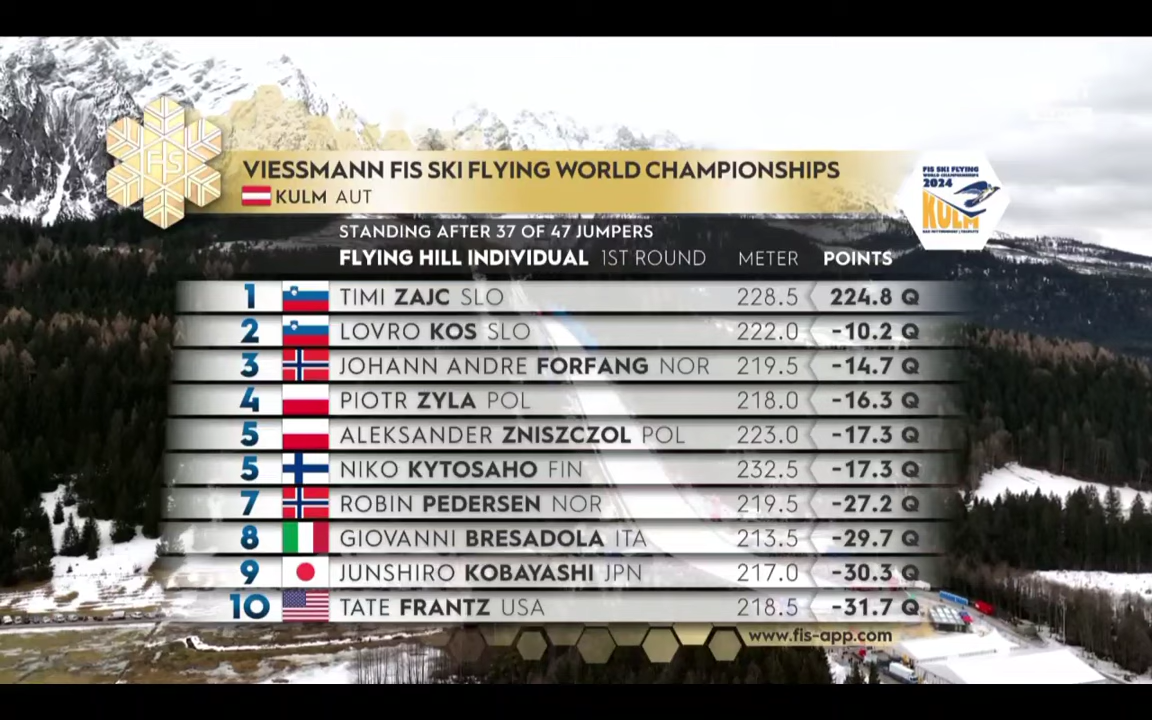 FIS
VIESSMANN FIS SKI FLYING WORLD CHAMPIONSHIPS
KULM AUT
FIS SKI FLYING
WORLD CHAMPIONSHIPS
2024
KULM
STANDING AFTER 37 OF 47 JUMPERS
FLYING HILL INDIVIDUAL 1ST ROUND METER POINTS
1 TIMI ZAJC SLO 228.5 224.8 Q
2 LOVRO KOS SLO 222.0 -10.2 Q
3 JOHANN ANDRE FORFANG NOR 219.5 -14.7 Q
4 PIOTR ZYLA POL 218.0 -16.3 Q
5 ALEKSANDER ZNISZCZOL POL 223.0 -17.3 Q
5 NIKO KYTOSAHO FIN 232.5 -17.3 Q
7 ROBIN PEDERSEN NOR 219.5 -27.2 Q
8 GIOVANNI BRESADOLA ITA 213.5 -29.7 Q
9 JUNSHIRO KOBAYASHI JPN 217.0 -30.3 Q
10 TATE FRANTZ USA 218.5 -31.7 Q
www.fis-app.com